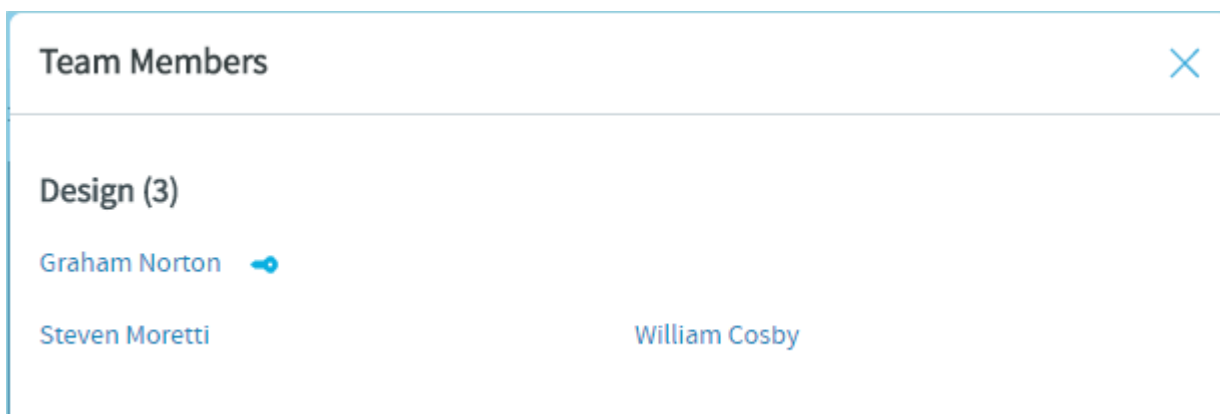 Team Members
Design (3)
Graham Norton
Steven Moretti
William Cosby